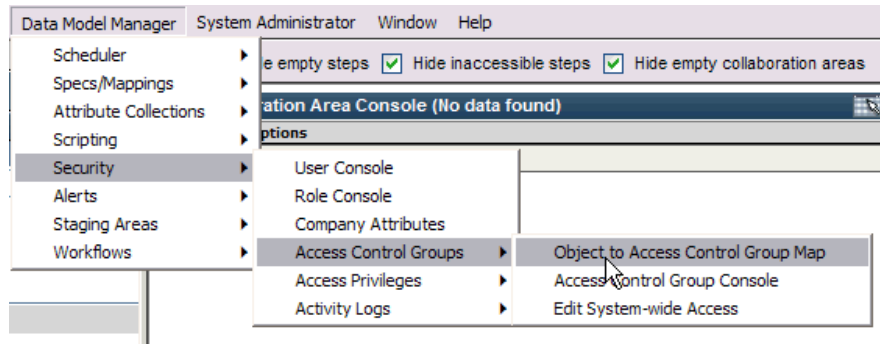 Data Model Manager System Administrator Window Help
Scheduler
empty steps Hide inaccessible steps Hide empty collaboration areas
Specs/Mappings
Attribute Collections
Area Console (No data found)
Scripting
Security
User Console
Alerts
Role Console
Staging Areas
Company Attributes
Workflows
Access Control Groups
Object to Access Control Group Map
Access Privileges
Access Control Group Console
Activity Logs
Edit System-wide Access